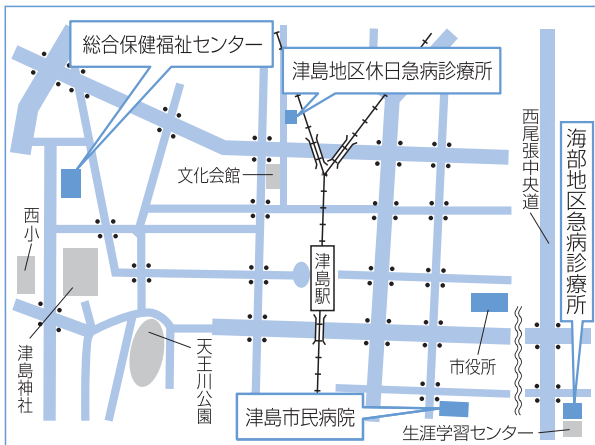 総合保健福祉センター
津島地区休日急病診療所
西尾張中央道
海部地区急病診療所
文化会館
西小
津島駅
津島神社
天王川公園
市役所
津島市民病院
生涯学習センター